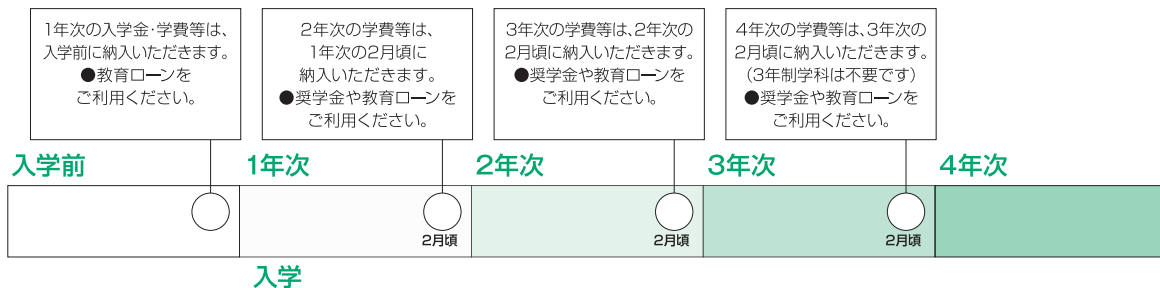 1年次の入学金・学費等は、
入学前に納入いただきます。
●教育ローンを
ご利用ください。
2年次の学費等は、
1年次の2月頃に
納入いただきます。
●奨学金や教育ローンを
ご利用ください。
3年次の学費等は、2年次の
2月頃に納入いただきます。
●奨学金や教育ローンを
ご利用ください。
4年次の学費等は、3年次の
2月頃に納入いただきます。
（3年制学科は不要です）
●奨学金や教育ローンを
ご利用ください。
入学前
1年次
2年次
3年次
4年次
2月頃
2月頃
2月頃
入学